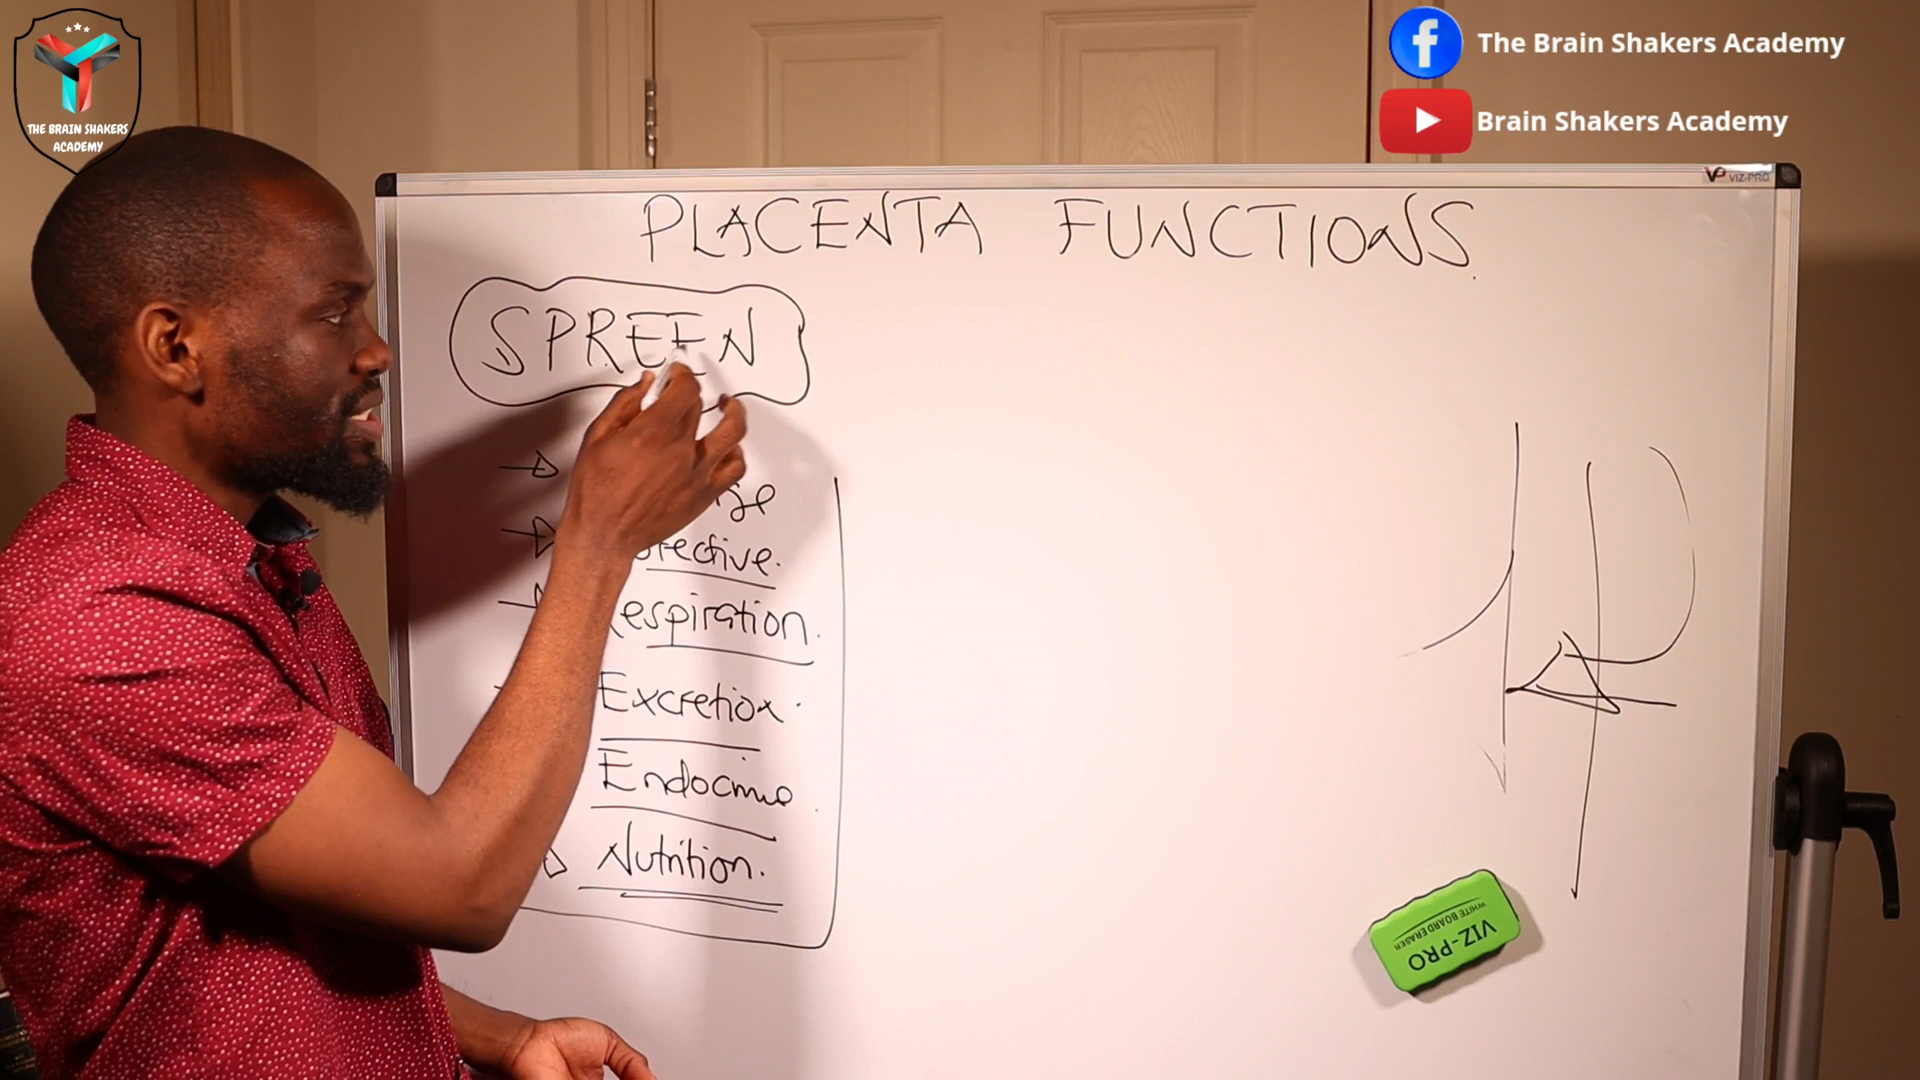 THE BRAIN SHAKERS
ACADEMY
The Brain Shakers Academy
Brain Shakers Academy
VP VIZ-PRO
PLACENTA FUNCTIONS.
SPREEN
Respiration.
Excretion.
Endocrine.
Nutrition.
VIZ-PRO
WHITE BOARD ERASER